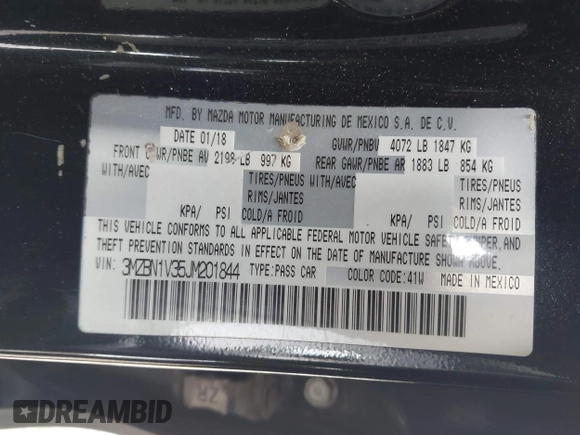 MFD. BY MAZDA MOTOR MANUFACTURING DE MEXICO S.A. DE C.V.
DATE 01/18 GVWR/PNBV 4072 LB 1847 KG
FRONT GAWR/PNBE AV 2198 LB 997 KG REAR GAWR/PNBE AR 1883 LB 854 KG
WITH/AVEC TIRES/PNEUS WITH/AVEC TIRES/PNEUS
RIMS/JANTES RIMS/JANTES
KPA/ PSI COLD/A FROID KPA/ PSI COLD/A FROID
THIS VEHICLE CONFORMS TO ALL APPLICABLE FEDERAL MOTOR VEHICLE SAFETY, BUMPER, AND
THEFT PREVENTION STANDARDS IN EFFECT ON THE DATE OF MANUFACTURE SHOWN ABOVE.
VIN: 3MZBN1V35JM201844 TYPE:PASS CAR COLOR CODE:41W MADE IN MEXICO
ZR
DREAMBID